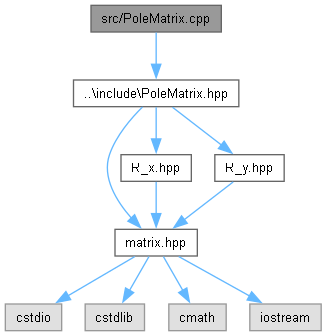 src/PoleMatrix.cpp
..\include\PoleMatrix.hpp
R_x.hpp
R_y.hpp
matrix.hpp
cstdio
cstdlib
cmath
iostream